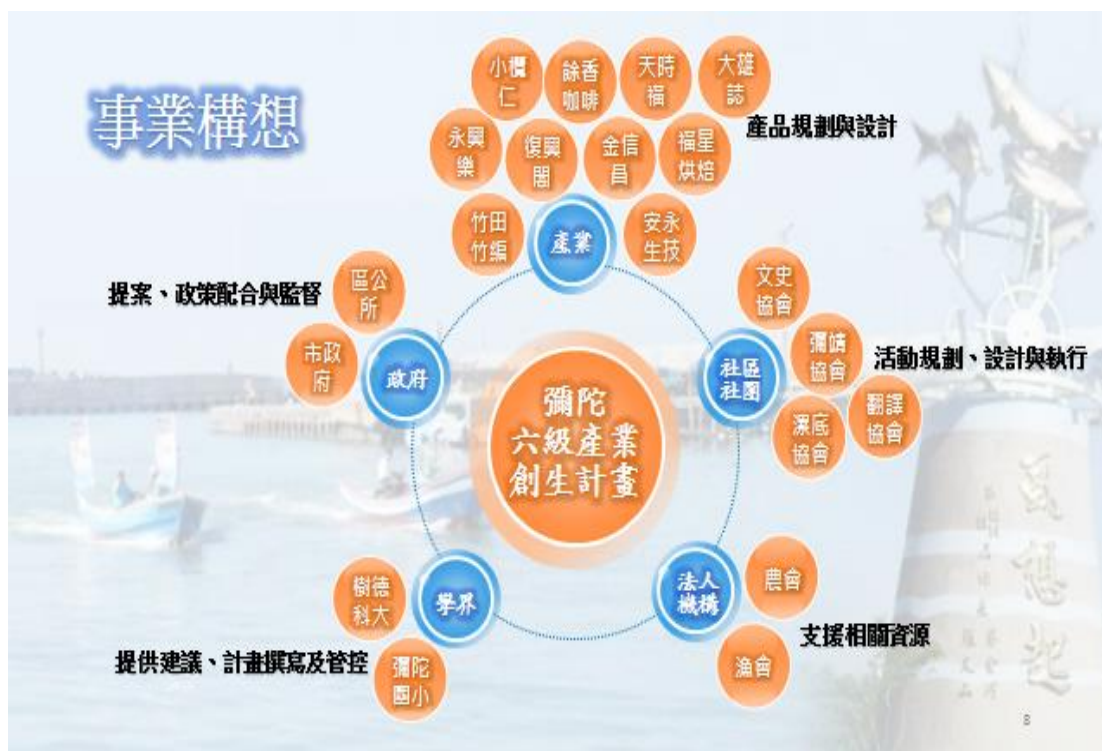 事業構想
小欄
仁
餘香
咖啡
天時
福
大雄
誌
永興
樂
復興
閣
金信
昌
福星
烘焙
竹田
竹編
安永
生技
產業
產品規劃與設計
區公
所
市政
府
政府
提案、政策配合與監督
文史
協會
彌靖
協會
漯底
協會
翻譯
協會
社區
社團
活動規劃、設計與執行
彌陀
六級產業
創生計畫
樹德
科大
彌陀
國小
學界
提供建議、計畫撰寫及管控
農會
漁會
法人
機構
支援相關資源
8